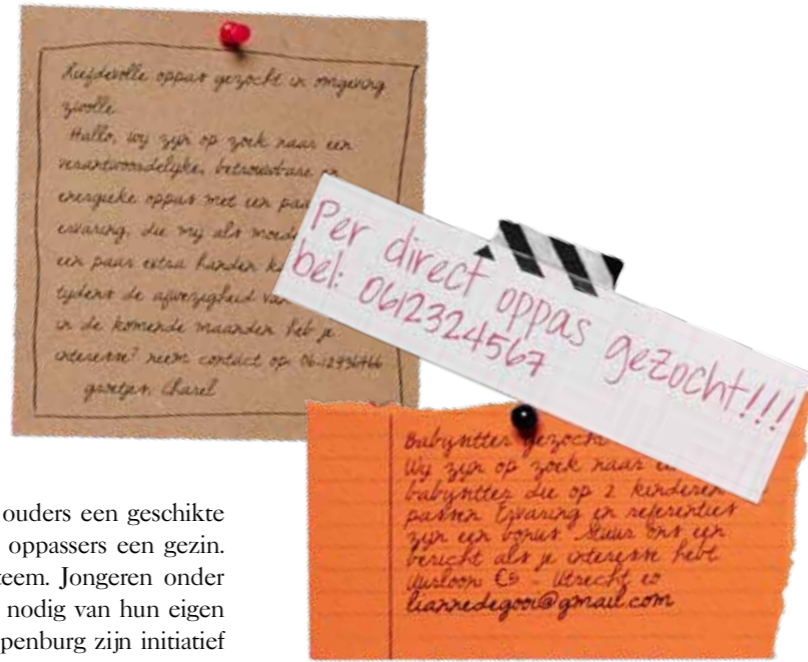 Liefdevolle oppas gezocht in omgeving
zwolle
Hallo, wij zijn op zoek naar een
verantwoordelijke, betrouwbare en
energieke oppas met een
ervaring, die mij als
een paar extra handen
tijdens de afwezigheid
in de komende maanden heb je
interesse? neem contact op
groetjes, Charel
Per direct oppas gezocht!!!
bel: 0612324567
Babysitter gezocht
Wij zijn op zoek naar
babysitter die op 2 kinderen
passen Ervaring en referenties
zijn een bonus Stuur ons een
bericht als je interesse hebt
Uurloon €9 - Utrecht eo
liannedegooi@gmail.com
ouders een geschikte
oppassers een gezin.
teem. Jongeren onder
nodig van hun eigen
penburg zijn initiatief